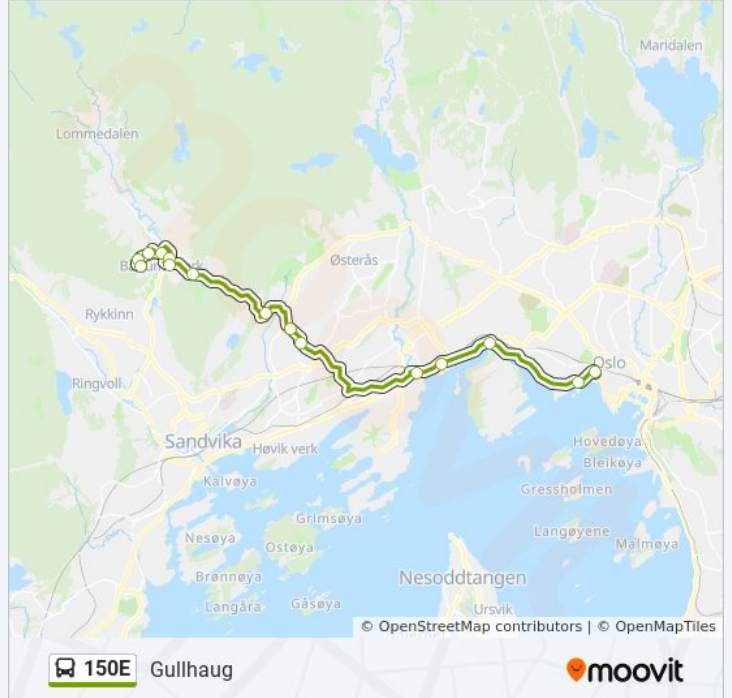 Maridalen
Lommedalen
Østerås
Rykkinn
Oslo
Ringvoll
Sandvika
Høvik verk
Hovedøya
Bleikøya
Kalvøya
Gressholmen
Grimsøya
Langøyene
Nesøya
Malmøya
Ostøya
Brønnøya
Nesoddtangen
Gåsøya
Langåra
Ursvik
© OpenStreetMap contributors | © OpenMapTiles
150E Gullhaug
moovit